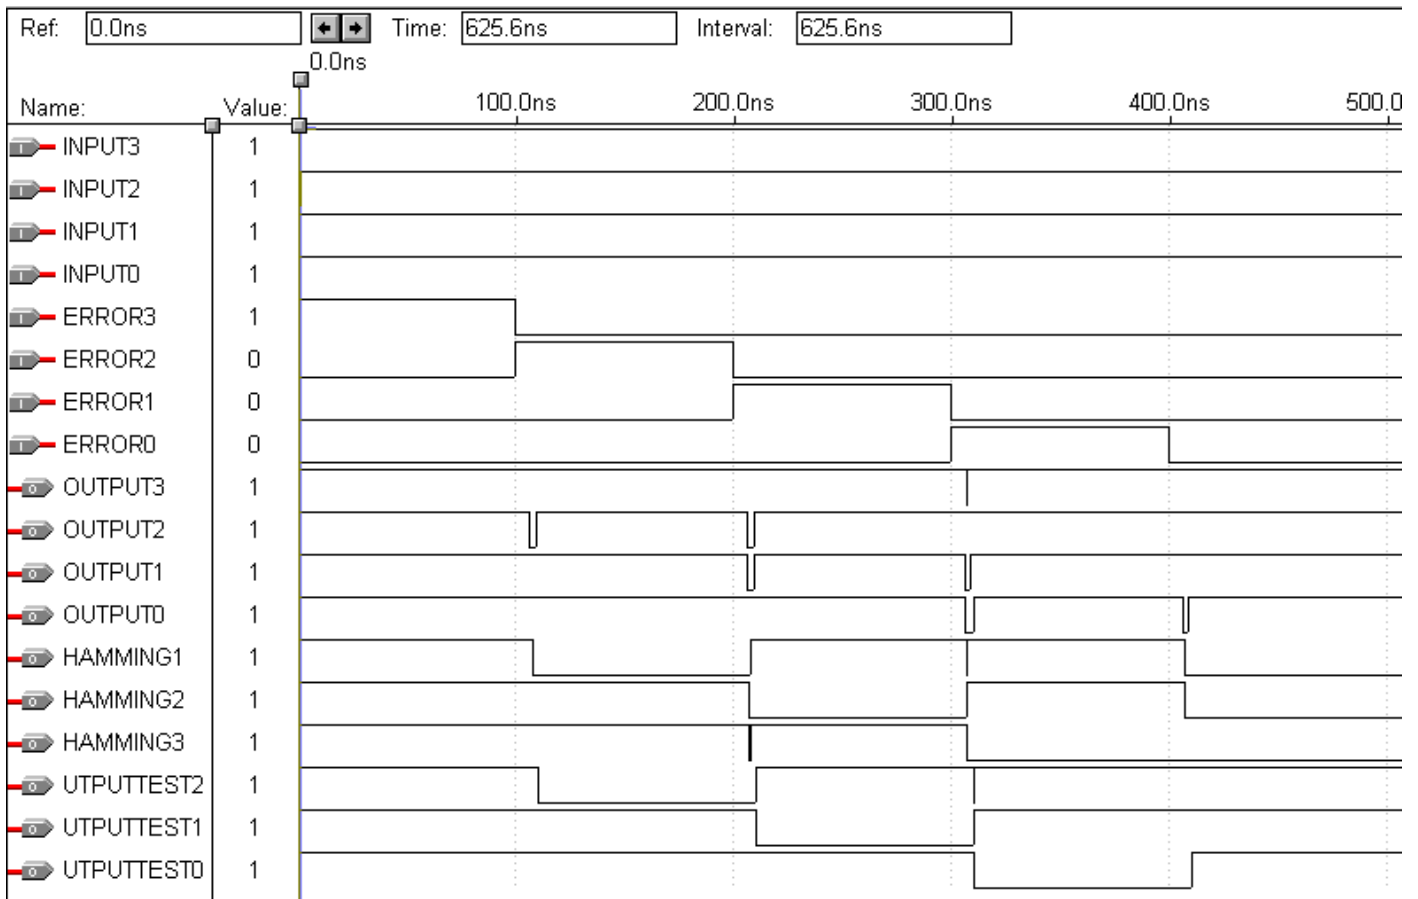 Ref: 0.0ns Time: 625.6ns Interval: 625.6ns
0.0ns
Name: Value: 100.0ns 200.0ns 300.0ns 400.0ns 500.0
INPUT3 1
INPUT2 1
INPUT1 1
INPUT0 1
ERROR3 1
ERROR2 0
ERROR1 0
ERROR0 0
OUTPUT3 1
OUTPUT2 1
OUTPUT1 1
OUTPUT0 1
HAMMING1 1
HAMMING2 1
HAMMING3 1
UTPUTTEST2 1
UTPUTTEST1 1
UTPUTTEST0 1